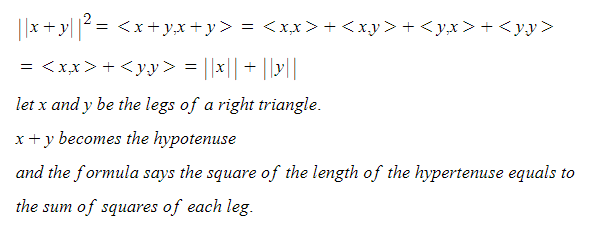 ||x + y||² = < x + y,x + y > = < x,x > + < x,y > + < y,x > + < y,y >
= < x,x > + < y,y > = ||x|| + ||y||
let x and y be the legs of a right triangle.
x + y becomes the hypotenuse
and the formula says the square of the length of the hypertenuse equals to
the sum of squares of each leg.